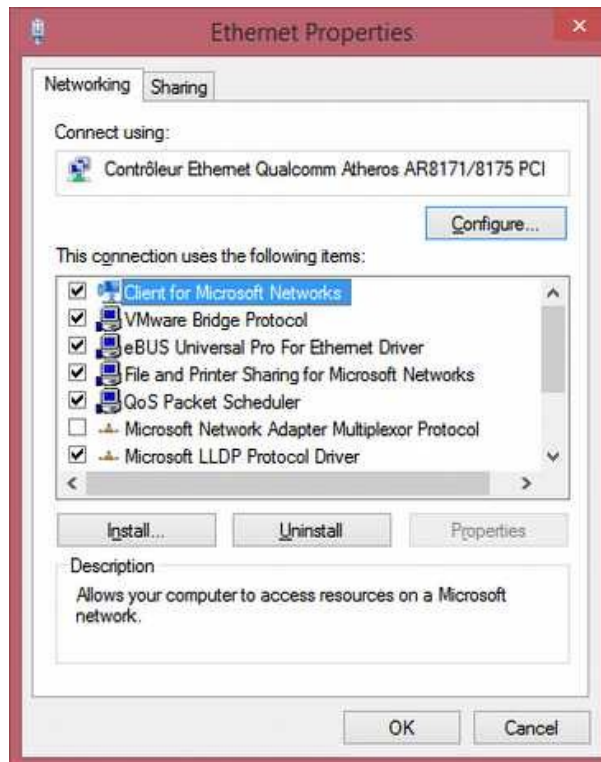 Ethernet Properties
Networking
Sharing
Connect using:
Contrôleur Ethernet Qualcomm Atheros AR8171/8175 PCI
Configure...
This connection uses the following items:
Client for Microsoft Networks
VMware Bridge Protocol
eBUS Universal Pro For Ethernet Driver
File and Printer Sharing for Microsoft Networks
QoS Packet Scheduler
Microsoft Network Adapter Multiplexor Protocol
Microsoft LLDP Protocol Driver
Install...
Uninstall
Properties
Description
Allows your computer to access resources on a Microsoft
network.
OK
Cancel